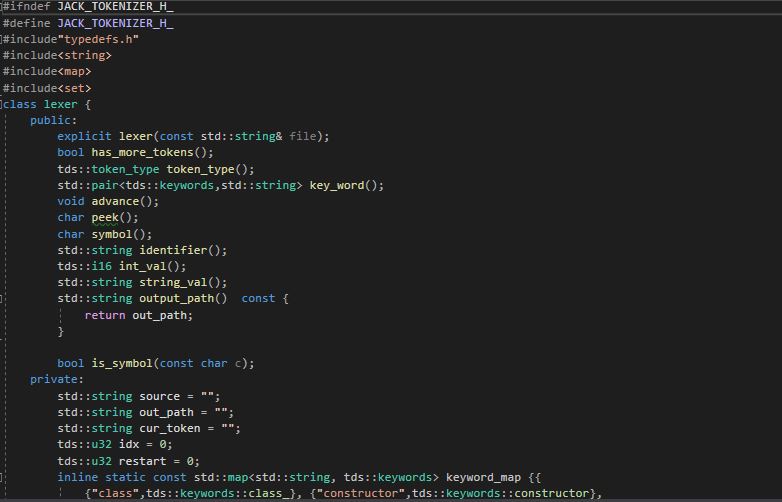 #ifndef JACK_TOKENIZER_H_
#define JACK_TOKENIZER_H_
#include"typedefs.h"
#include<string>
#include<map>
#include<set>
class lexer {
    public:
        explicit lexer(const std::string& file);
        bool has_more_tokens();
        tds::token_type token_type();
        std::pair<tds::keywords,std::string> key_word();
        void advance();
        char peek();
        char symbol();
        std::string identifier();
        tds::i16 int_val();
        std::string string_val();
        std::string output_path()  const {
            return out_path;
        }

        bool is_symbol(const char c);
    private:
        std::string source = "";
        std::string out_path = "";
        std::string cur_token = "";
        tds::u32 idx = 0;
        tds::u32 restart = 0;
        inline static const std::map<std::string, tds::keywords> keyword_map {{
            {"class",tds::keywords::class_}, {"constructor",tds::keywords::constructor},